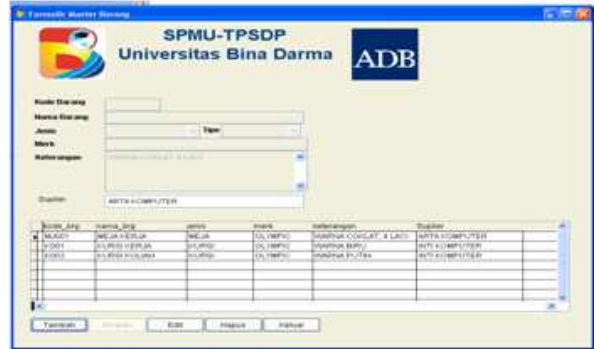 Formulir Master Barang
SPMU-TPSDP
Universitas Bina Darma
ADB
Kode Barang
Nama Barang
Jenis Tipe
Merk
Keterangan WARNA COKLAT, 4 LACI
Suplier ARTA KOMPUTER
kode_brg nama_brg jenis merk keterangan Suplier
MJ001 MEJA KERJA MEJA OLYMPIC WARNA COKLAT, 4 LACI ARTA KOMPUTER
K001 KURSI KERJA KURSI OLYMPIC WARNA BIRU INTI KOMPUTER
K002 KURSI KULIAH KURSI OLYMPIC WARNA PUTIH INTI KOMPUTER
Tambah Simpan Edit Hapus Keluar